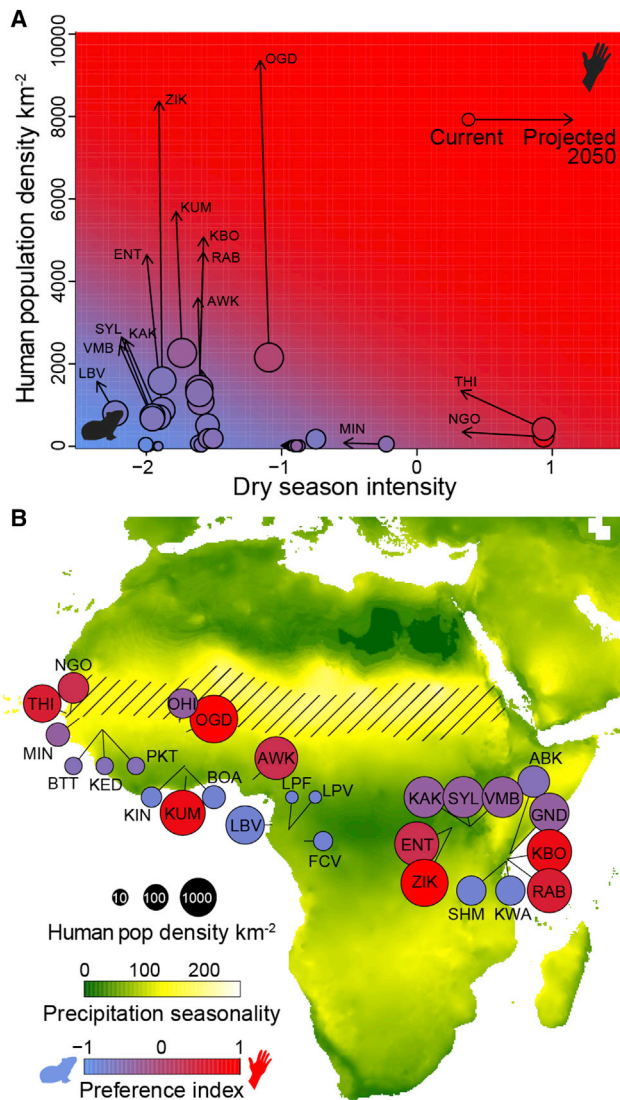 A
Human population density km-2
10000
8000
6000
4000
2000
0
OGD
ZIK
Current
Projected
2050
KUM
KBO
ENT
RAB
AWK
SYL
KAK
VMB
LBV
THI
NGO
MIN
-2
-1
0
1
Dry season intensity
B
NGO
THI
OHI
OGD
MIN
AWK
ABK
PKT
BTT
KED
BOA
LPF
LPV
KAK
SYL
VMB
KIN
KUM
GND
LBV
ENT
KBO
FCV
ZIK
RAB
SHM
KWA
10
100
1000
Human pop density km-2
0
100
200
Precipitation seasonality
−1
0
1
Preference index